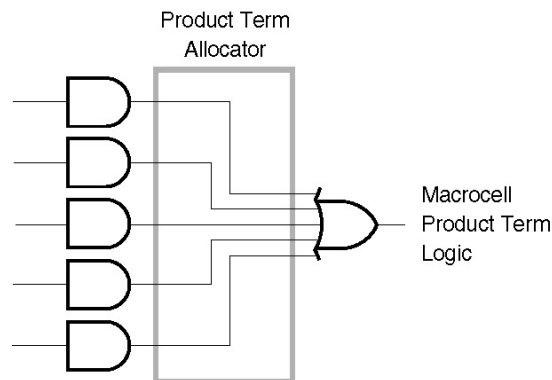 Product Term
Allocator
Macrocell
Product Term
Logic